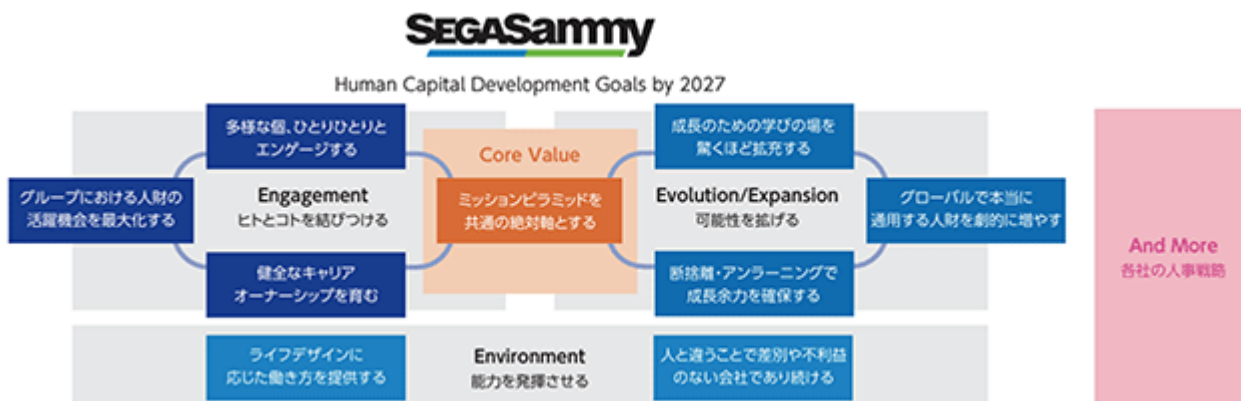 SEGASammy
Human Capital Development Goals by 2027
多様な個、ひとりひとりと
エンゲージする
Core Value
成長のための学びの場を
驚くほど拡充する
グループにおける人財の
活躍機会を最大化する
Engagement
ヒトとコトを結びつける
ミッションピラミッドを
共通の絶対軸とする
Evolution/Expansion
可能性を拡げる
グローバルで本当に
通用する人財を劇的に増やす
And More
各社の人事戦略
健全なキャリア
オーナーシップを育む
断捨離・アンラーニングで
成長余力を確保する
ライフデザインに
応じた働き方を提供する
Environment
能力を発揮させる
人と違うことで差別や不利益
のない会社であり続ける